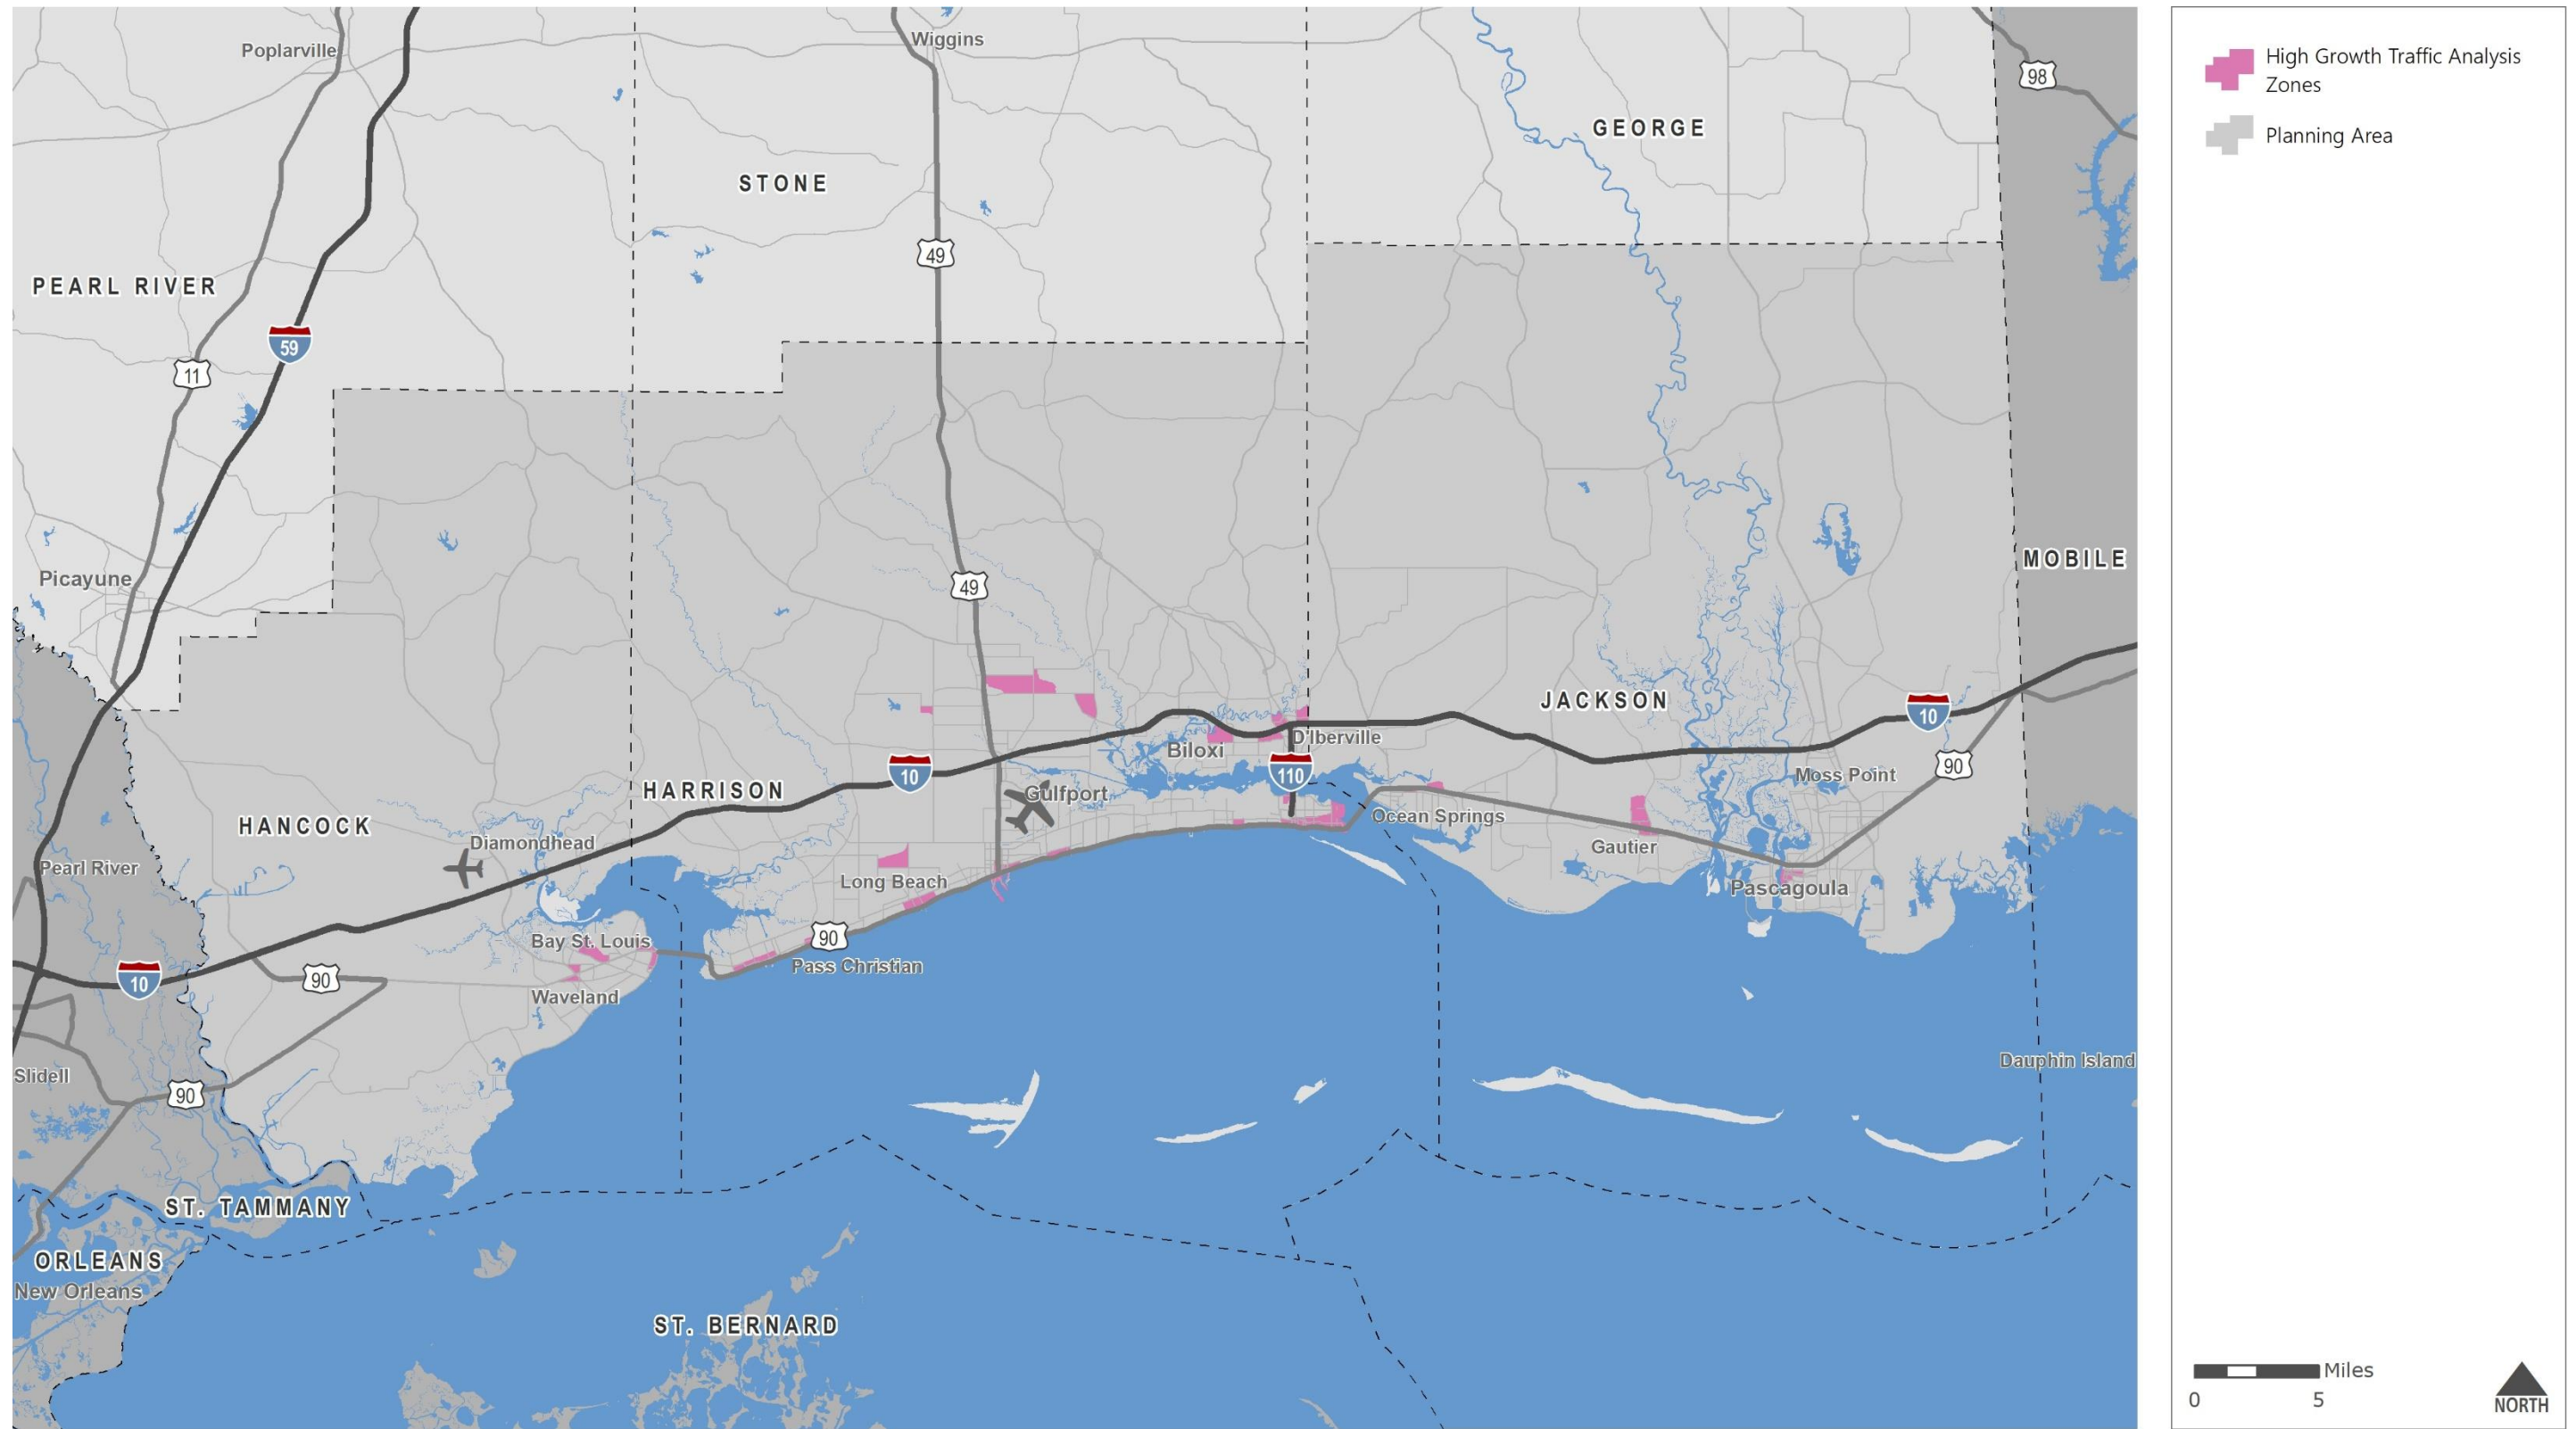 Poplarville
Wiggins
98
GEORGE
STONE
49
PEARL RIVER
59
11
MOBILE
Picayune
49
JACKSON
10
D'Iberville
Biloxi
90
10
110
Moss Point
HARRISON
Gulfport
Ocean Springs
HANCOCK
Diamondhead
Gautier
Pearl River
Long Beach
Pascagoula
Bay St. Louis
90
Pass Christian
10
90
Waveland
Dauphin Island
Slidell
90
ST. TAMMANY
ORLEANS
New Orleans
ST. BERNARD
High Growth Traffic Analysis
Zones
Planning Area
Miles
0 5
NORTH